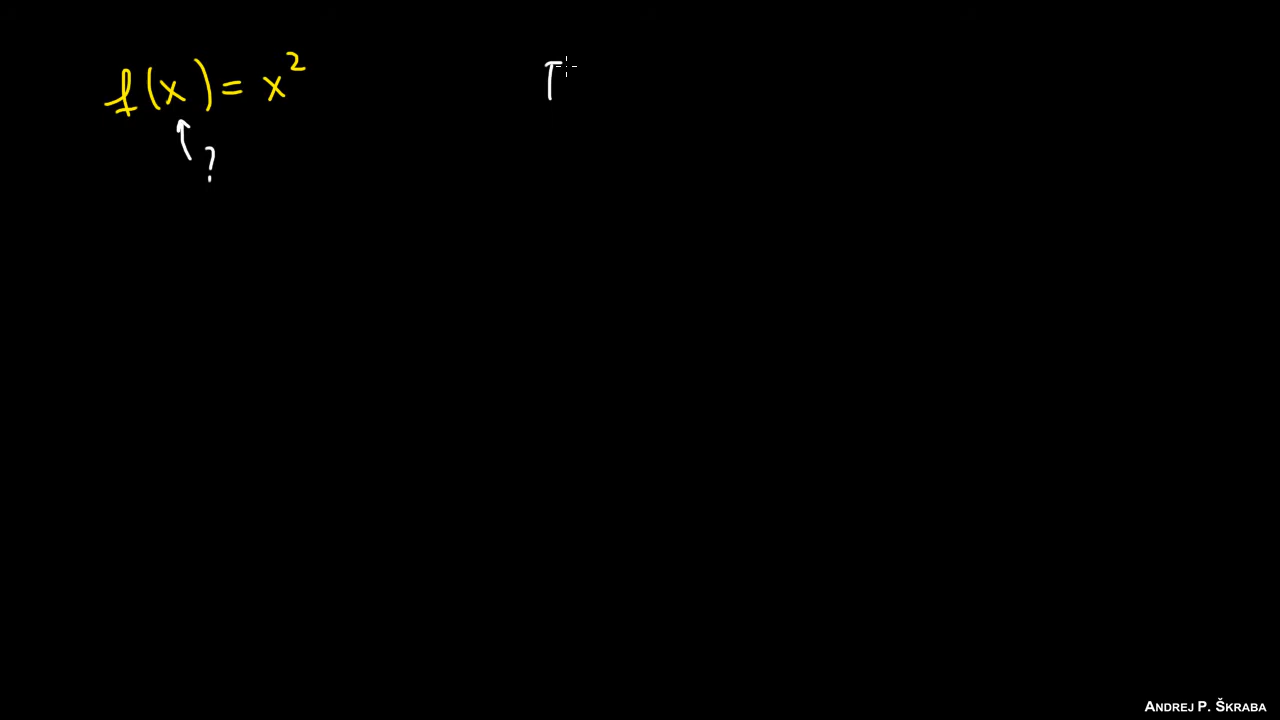 f(x) = x²
?
ANDREJ P. ŠKRABA